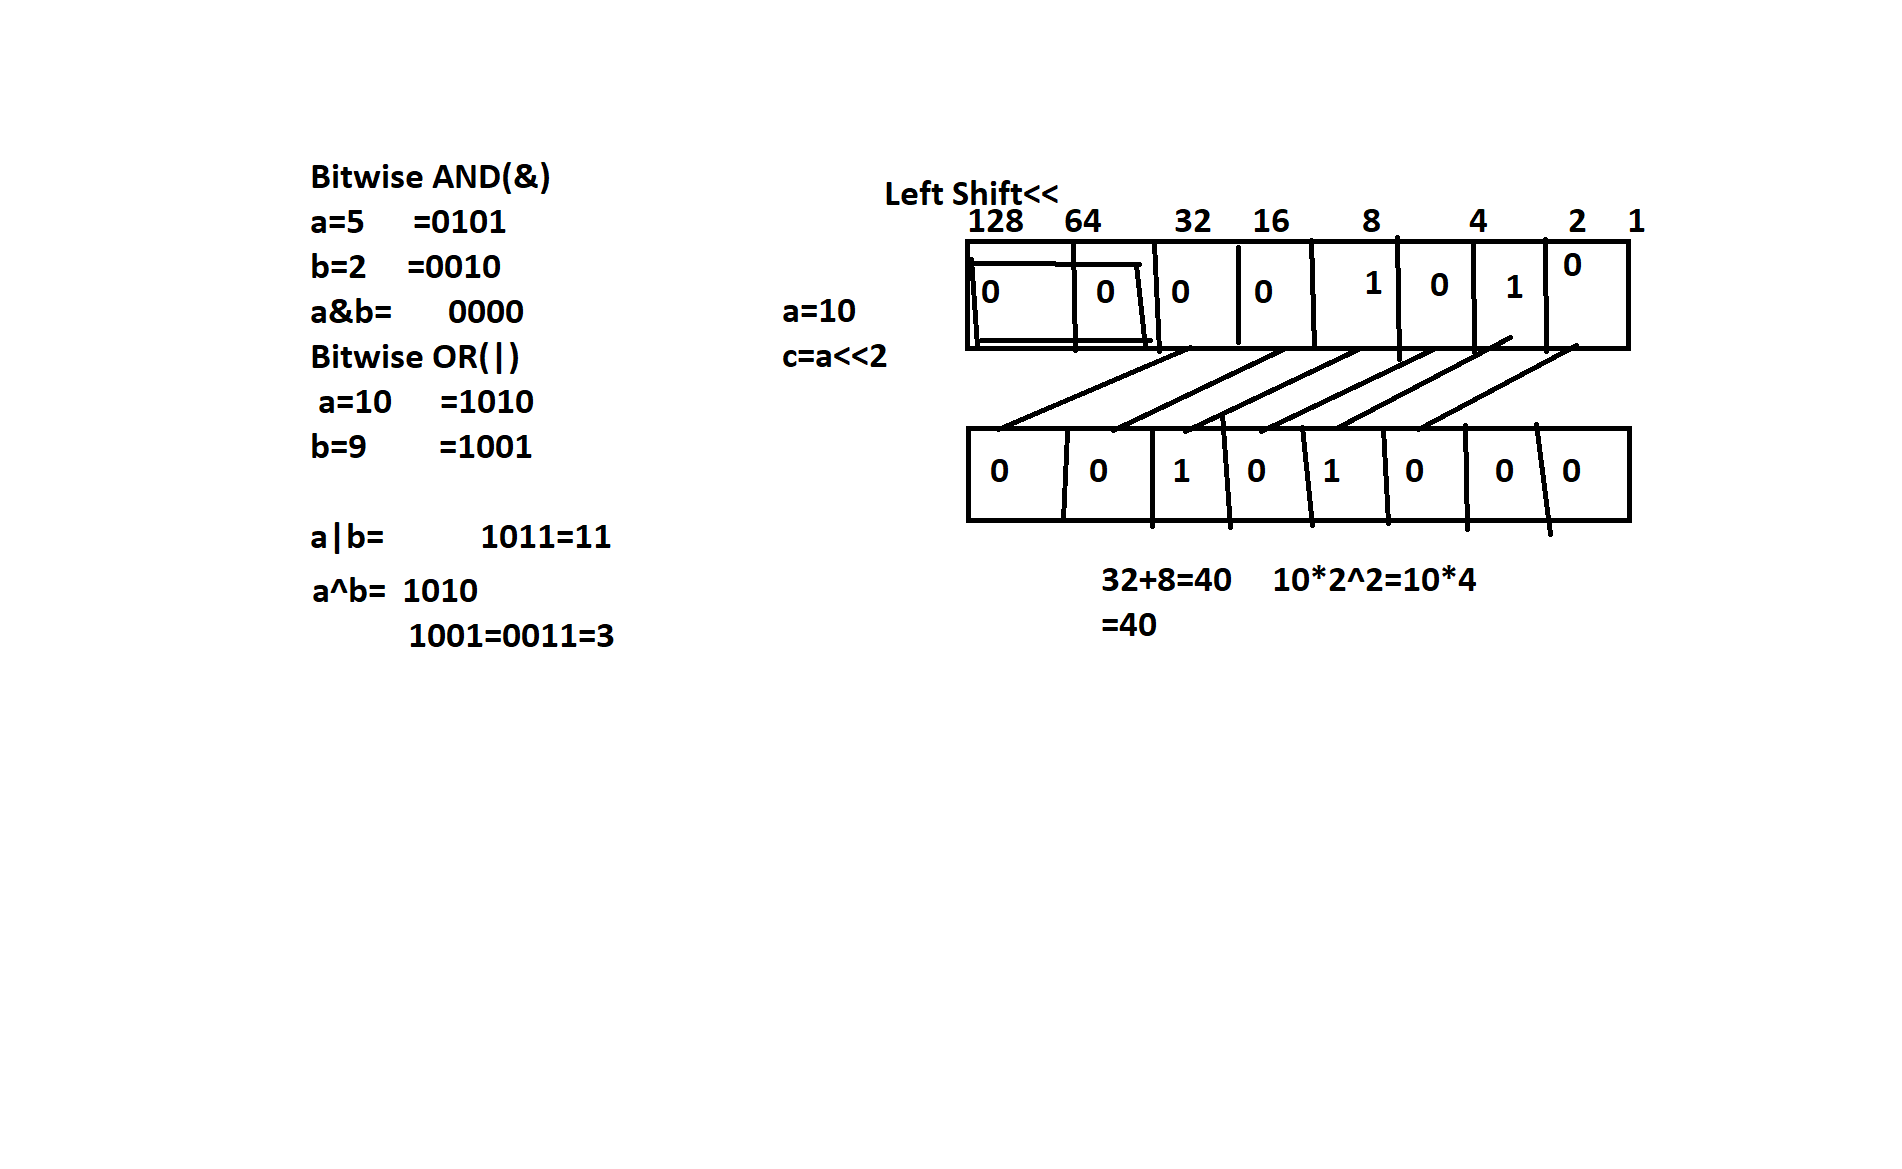 Bitwise AND(&)
a=5 =0101
b=2 =0010
a&b= 0000
Bitwise OR(|)
a=10 =1010
b=9 =1001
a|b= 1011=11
a^b= 1010
1001=0011=3
Left Shift<<
128 64 32 16 8 4 2 1
0 0 0 0 1 0 1 0
a=10
c=a<<2
0 0 1 0 1 0 0 0
32+8=40 10*2^2=10*4
=40